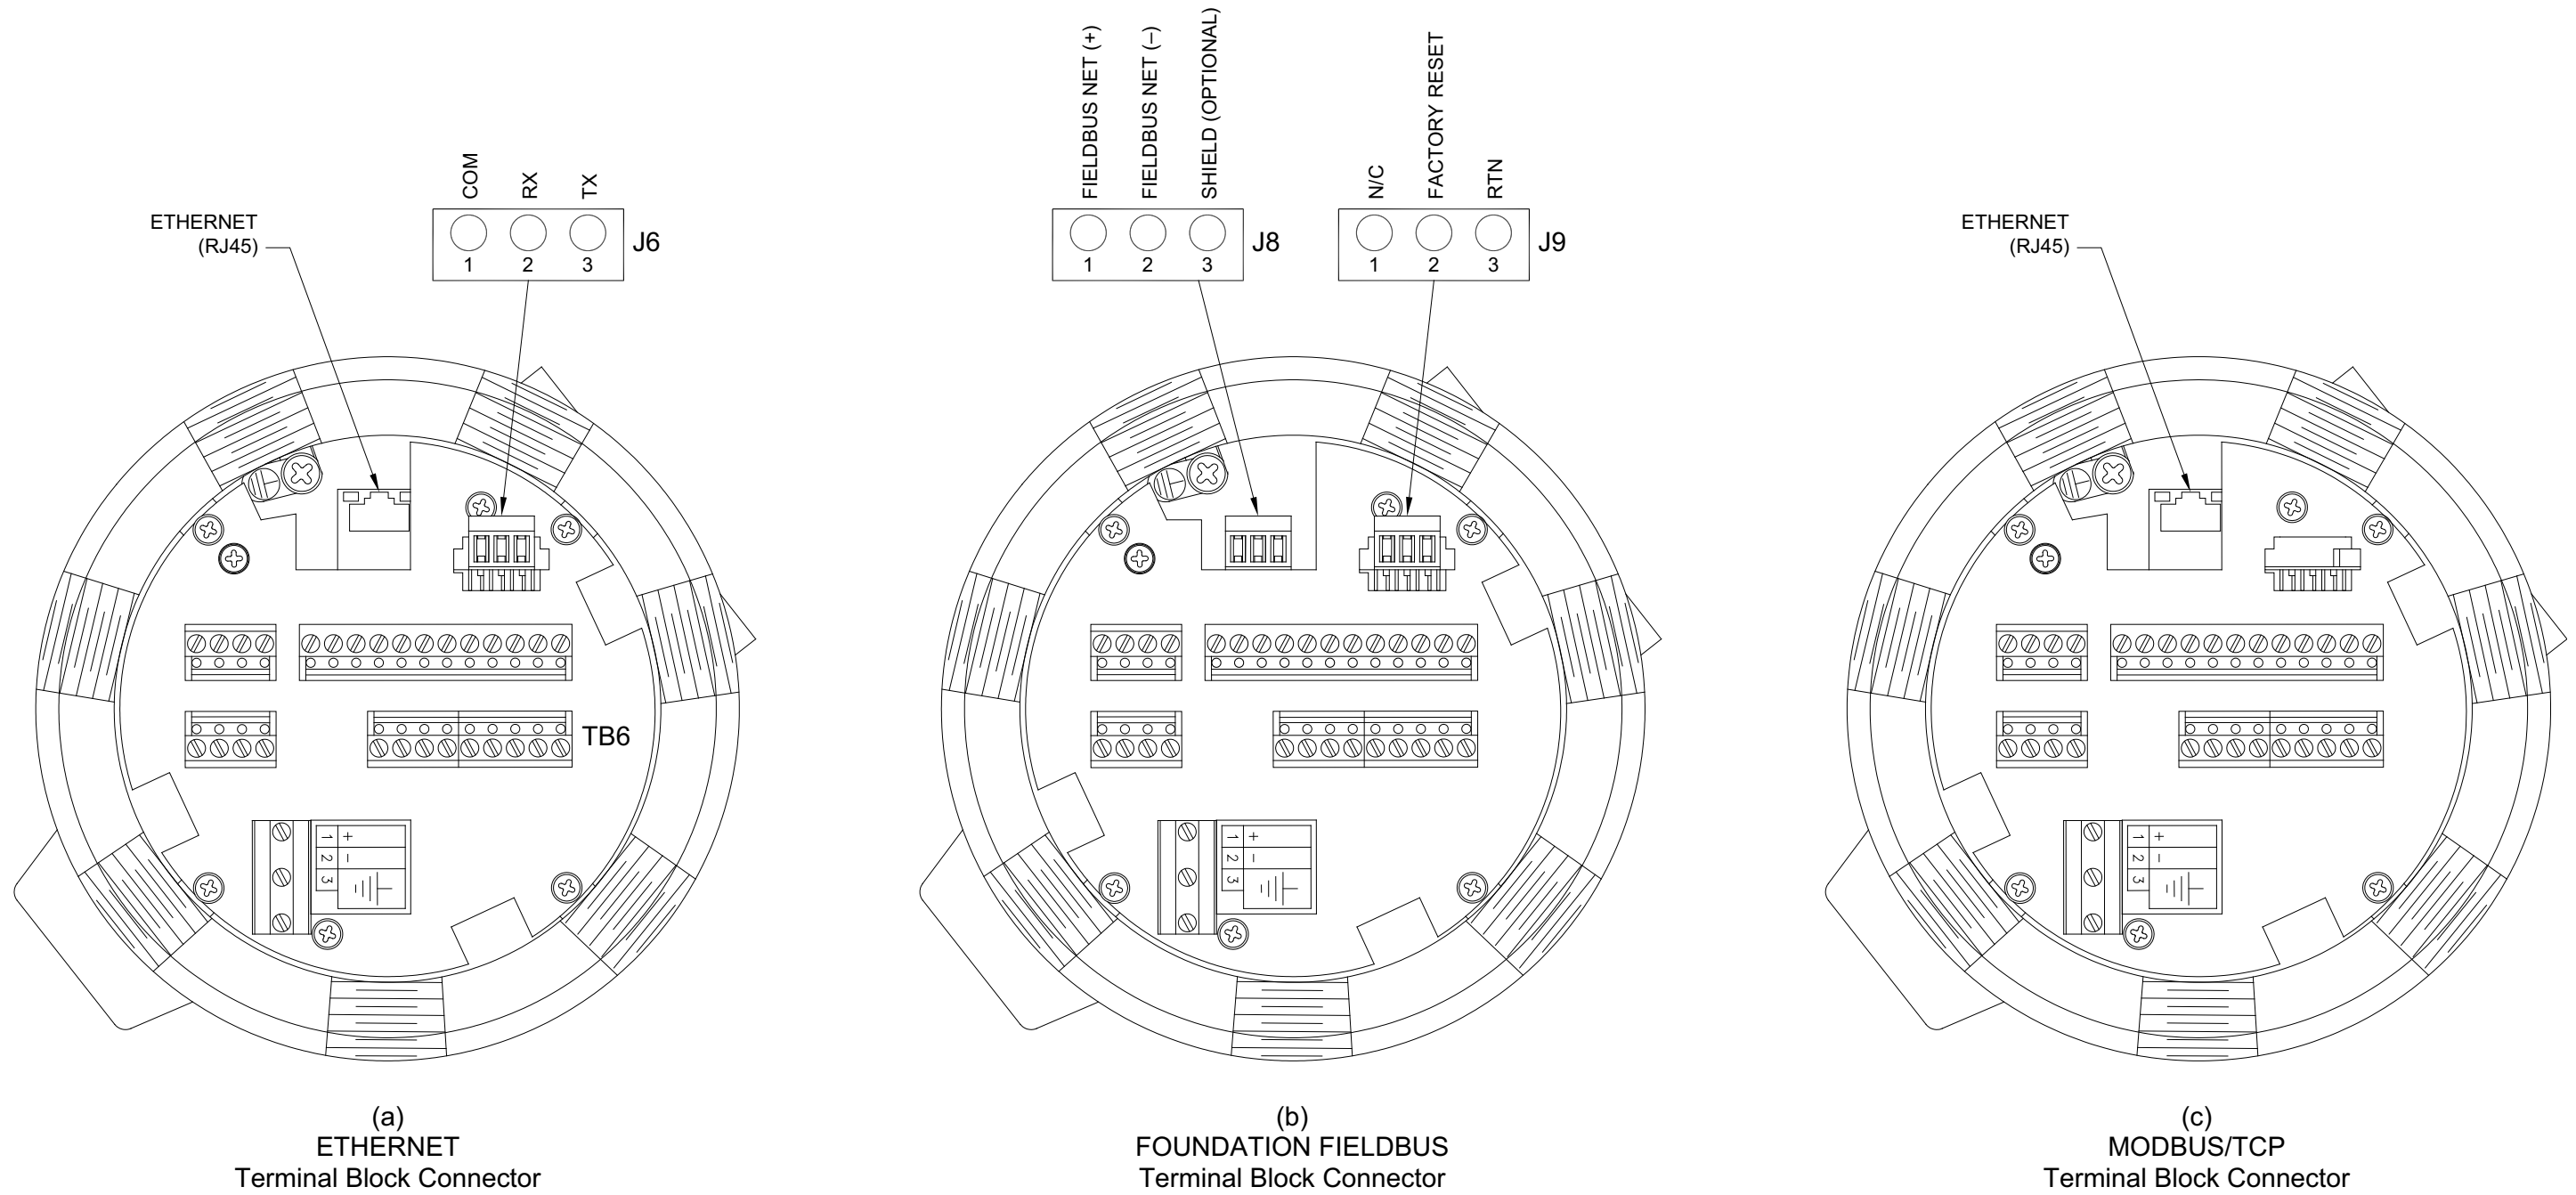 COM
RX
TX
ETHERNET
(RJ45)
1 2 3
J6
TB6
1 +
2 –
3
(a)
ETHERNET
Terminal Block Connector
FIELDBUS NET (+)
FIELDBUS NET (–)
SHIELD (OPTIONAL)
1 2 3
J8
N/C
FACTORY RESET
RTN
1 2 3
J9
1 +
2 –
3
(b)
FOUNDATION FIELDBUS
Terminal Block Connector
ETHERNET
(RJ45)
1 +
2 –
3
(c)
MODBUS/TCP
Terminal Block Connector